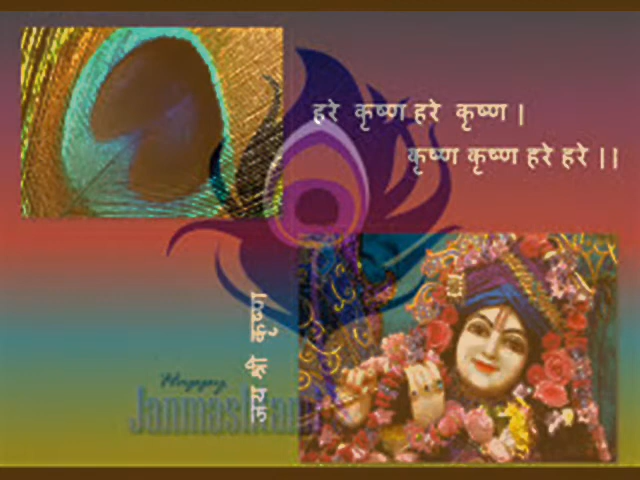 हरे कृष्ण हरे कृष्ण ।
कृष्ण कृष्ण हरे हरे ।।
जय श्री कृष्ण
Happy
Janmashtami